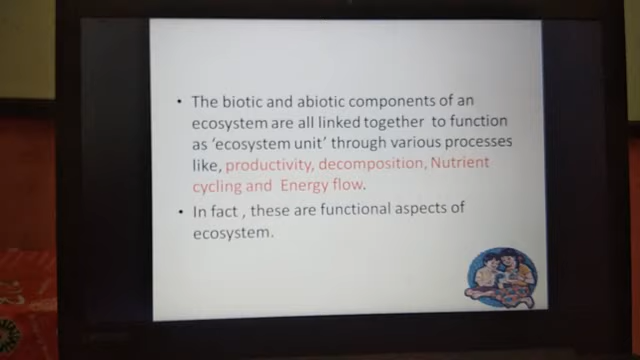 • The biotic and abiotic components of an
ecosystem are all linked together to function
as ‘ecosystem unit’ through various processes
like, productivity, decomposition, Nutrient
cycling and Energy flow.
• In fact , these are functional aspects of
ecosystem.